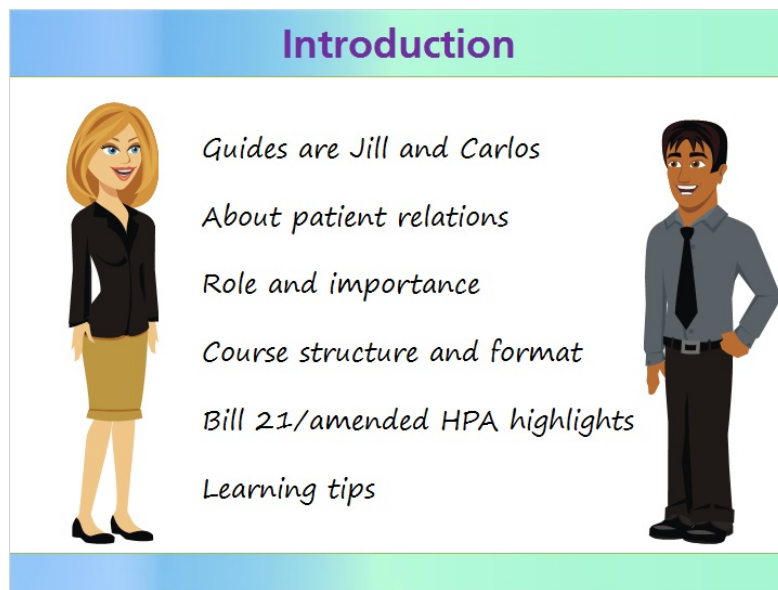 Introduction
Guides are Jill and Carlos
About patient relations
Role and importance
Course structure and format
Bill 21/amended HPA highlights
Learning tips